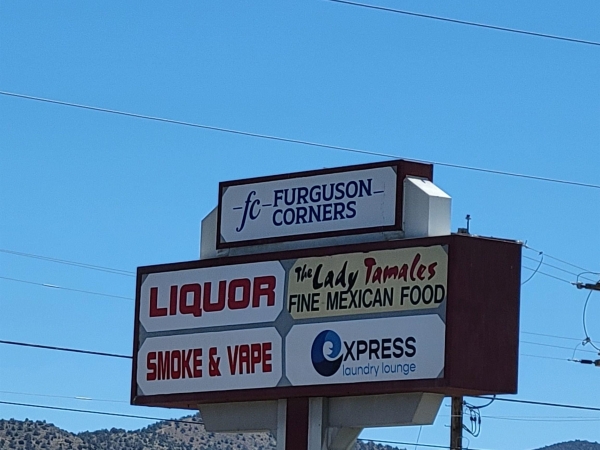 fc FURGUSON
CORNERS
LIQUOR
The Lady Tamales
FINE MEXICAN FOOD
SMOKE & VAPE
EXPRESS
laundry lounge